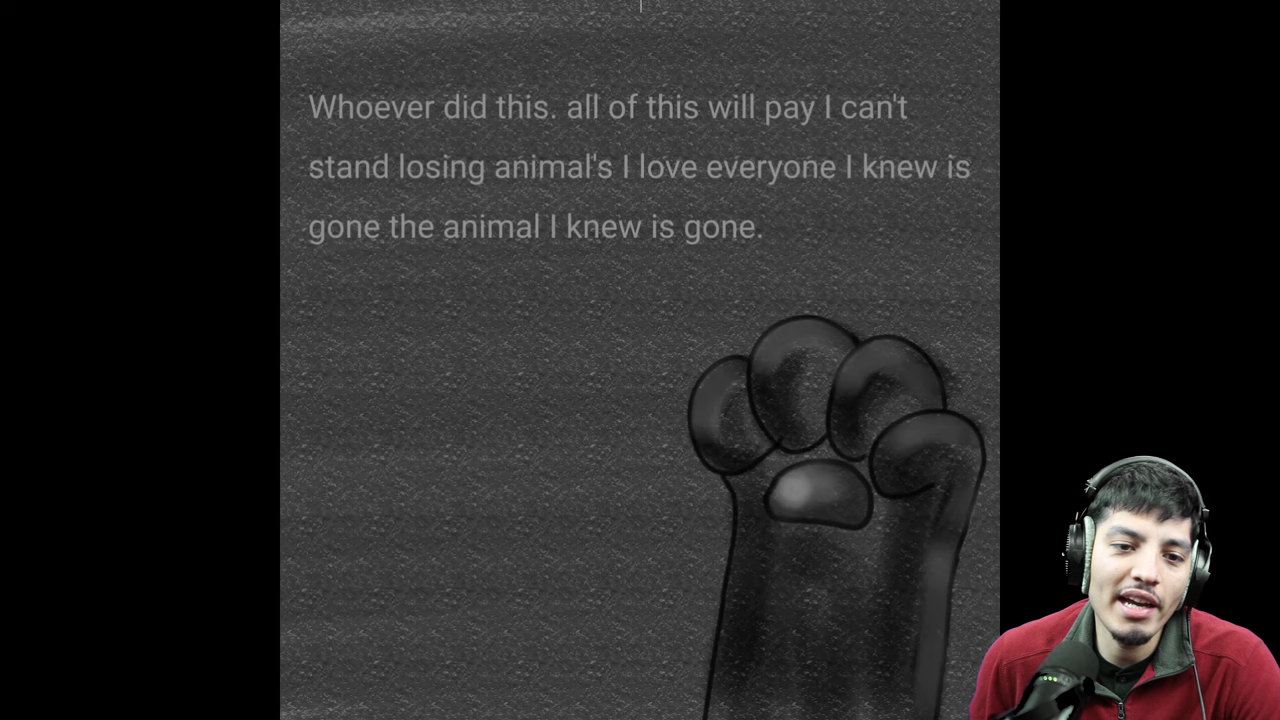 Whoever did this. all of this will pay I can't
stand losing animal's I love everyone I knew is
gone the animal I knew is gone.